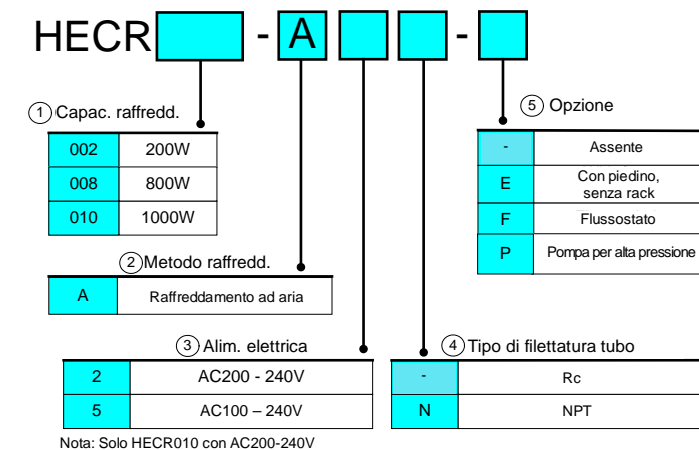 HECR - A -
① Capac. raffredd.
002 200W
008 800W
010 1000W
② Metodo raffredd.
A Raffreddamento ad aria
③ Alim. elettrica
2 AC200 - 240V
5 AC100 – 240V
Nota: Solo HECR010 con AC200-240V
④ Tipo di filettatura tubo
- Rc
N NPT
⑤ Opzione
- Assente
E Con piedino,
senza rack
F Flussostato
P Pompa per alta pressione